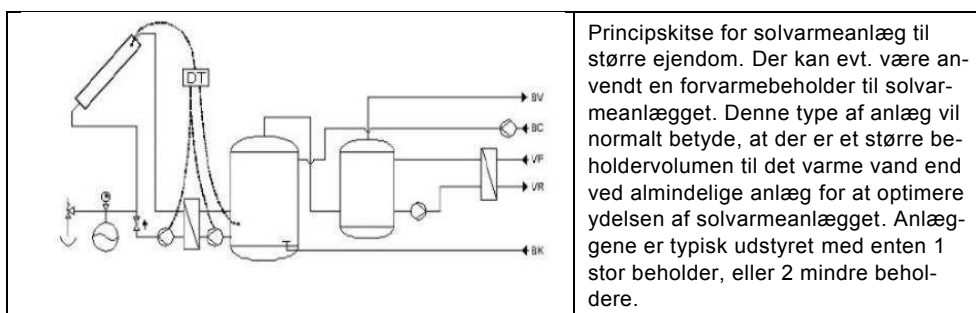 DT
BV
BC
VF
VR
BK
Principskitse for solvarmeanlæg til
større ejendom. Der kan evt. være an-
vendt en forvarmebeholder til solvar-
meanlægget. Denne type af anlæg vil
normalt betyde, at der er et større be-
holdervolumen til det varme vand end
ved almindelige anlæg for at optimere
ydelsen af solvarmeanlægget. Anlæg-
gene er typisk udstyret med enten 1
stor beholder, eller 2 mindre behol-
dere.